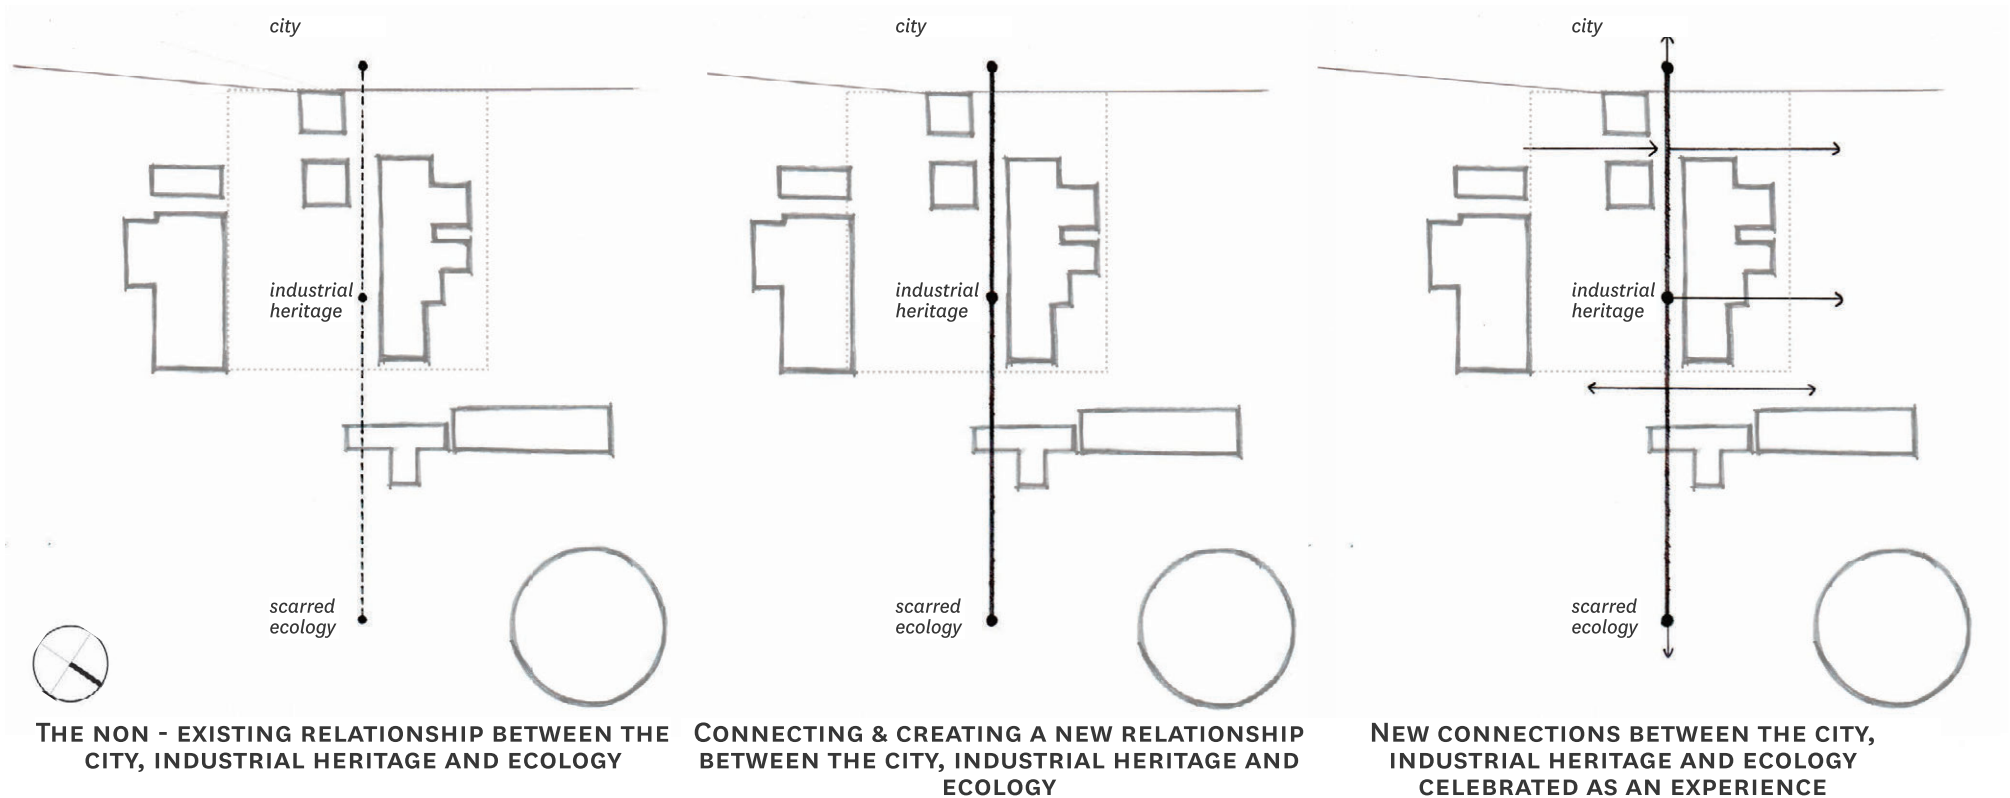 city
industrial
heritage
scarred
ecology
THE NON - EXISTING RELATIONSHIP BETWEEN THE
CITY, INDUSTRIAL HERITAGE AND ECOLOGY
city
industrial
heritage
scarred
ecology
CONNECTING & CREATING A NEW RELATIONSHIP
BETWEEN THE CITY, INDUSTRIAL HERITAGE AND
ECOLOGY
city
industrial
heritage
scarred
ecology
NEW CONNECTIONS BETWEEN THE CITY,
INDUSTRIAL HERITAGE AND ECOLOGY
CELEBRATED AS AN EXPERIENCE